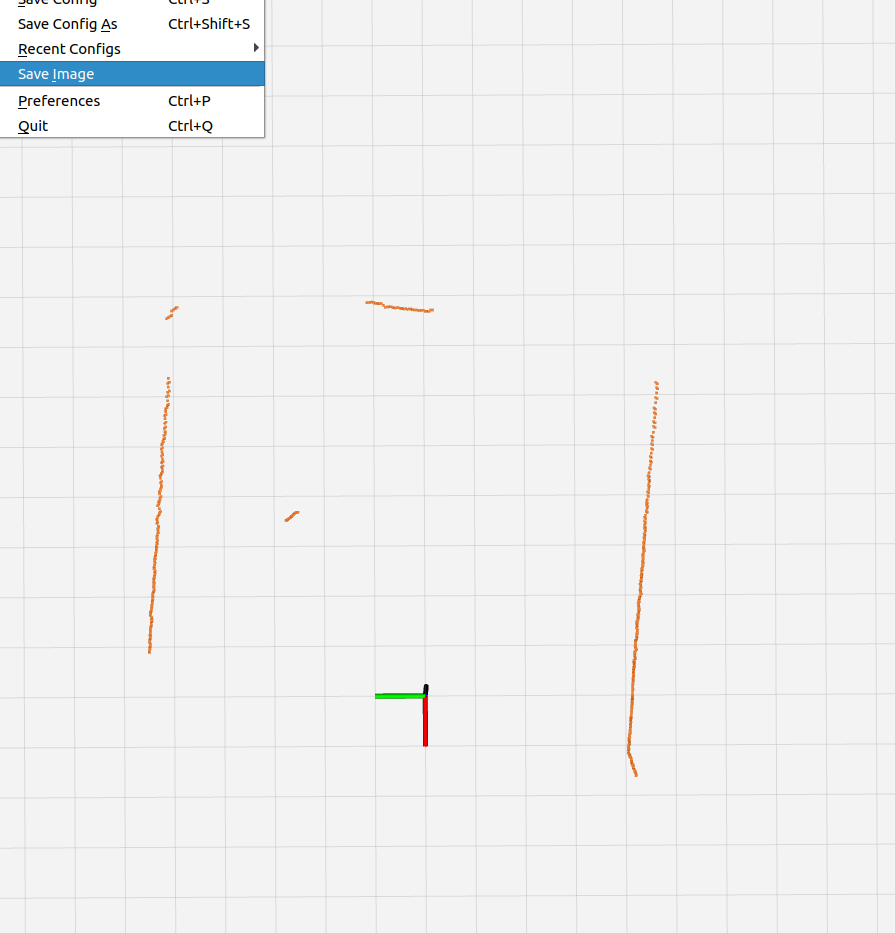 Save Config Ctrl+S
Save Config As Ctrl+Shift+S
Recent Configs
Save Image
Preferences Ctrl+P
Quit Ctrl+Q